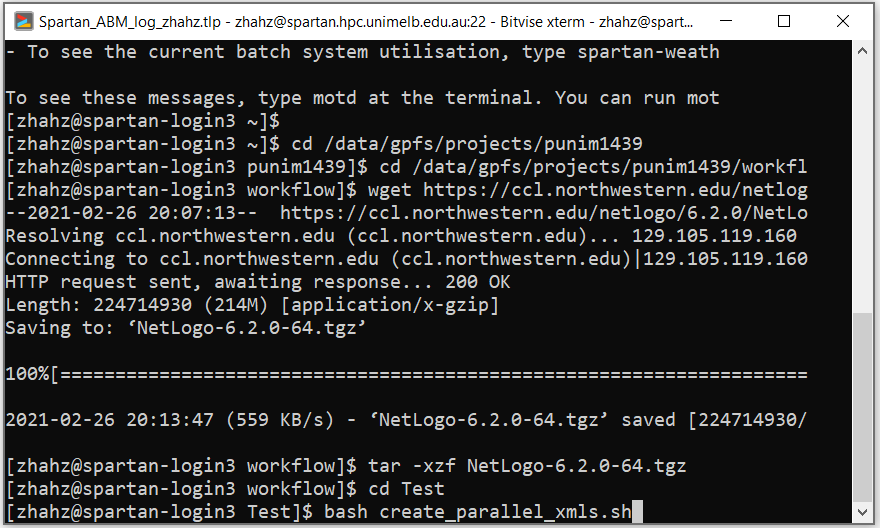 Spartan_ABM_log_zhahz.tlp - zhahz@spartan.hpc.unimelb.edu.au:22 - Bitvise xterm - zhahz@spart...
- To see the current batch system utilisation, type spartan-weath
To see these messages, type motd at the terminal. You can run mot
[zhahz@spartan-login3 ~]$
[zhahz@spartan-login3 ~]$ cd /data/gpfs/projects/punim1439
[zhahz@spartan-login3 punim1439]$ cd /data/gpfs/projects/punim1439/workfl
[zhahz@spartan-login3 workflow]$ wget https://ccl.northwestern.edu/netlog
--2021-02-26 20:07:13--  https://ccl.northwestern.edu/netlogo/6.2.0/NetLo
Resolving ccl.northwestern.edu (ccl.northwestern.edu)... 129.105.119.160
Connecting to ccl.northwestern.edu (ccl.northwestern.edu)|129.105.119.160
HTTP request sent, awaiting response... 200 OK
Length: 224714930 (214M) [application/x-gzip]
Saving to: ‘NetLogo-6.2.0-64.tgz’
100%[====================================================================
2021-02-26 20:13:47 (559 KB/s) - ‘NetLogo-6.2.0-64.tgz’ saved [224714930/
[zhahz@spartan-login3 workflow]$ tar -xzf NetLogo-6.2.0-64.tgz
[zhahz@spartan-login3 workflow]$ cd Test
[zhahz@spartan-login3 Test]$ bash create_parallel_xmls.sh